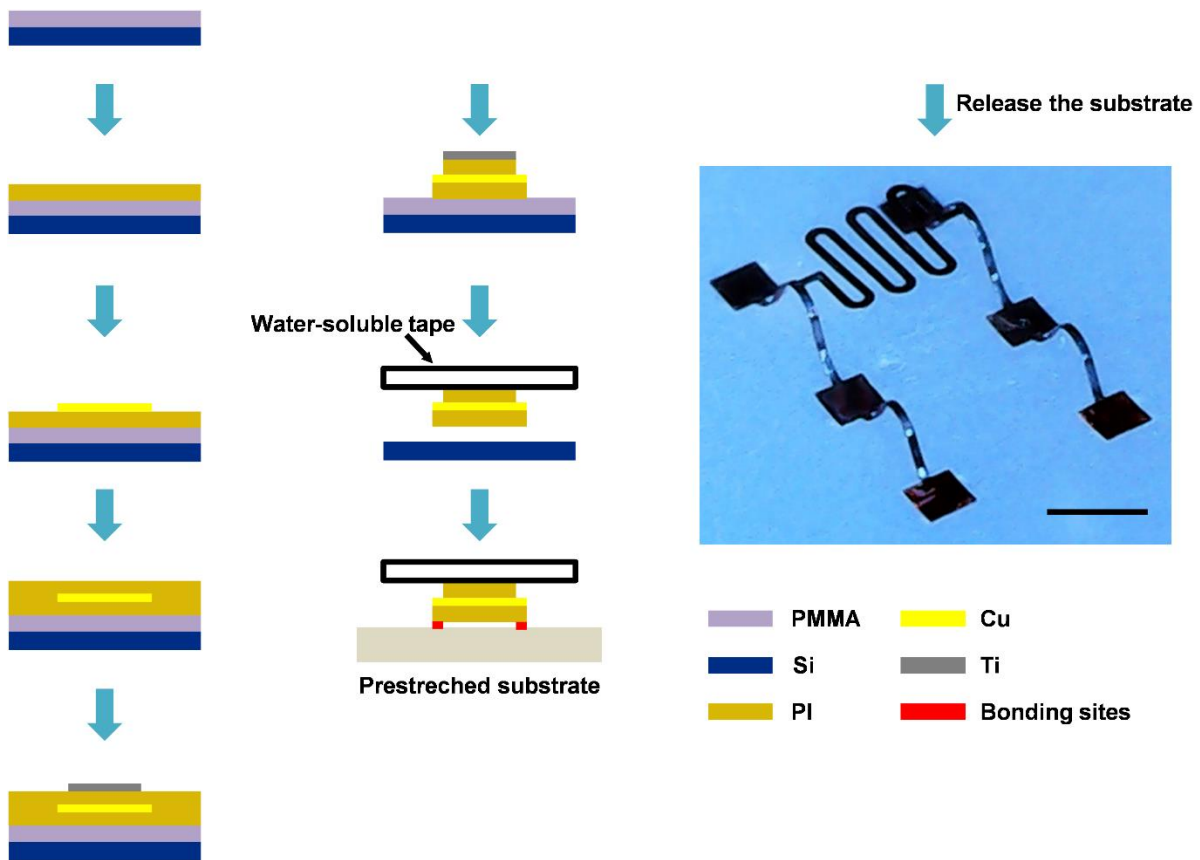 Release the substrate
Water-soluble tape
Prestreched substrate
PMMA
Cu
Si
Ti
PI
Bonding sites